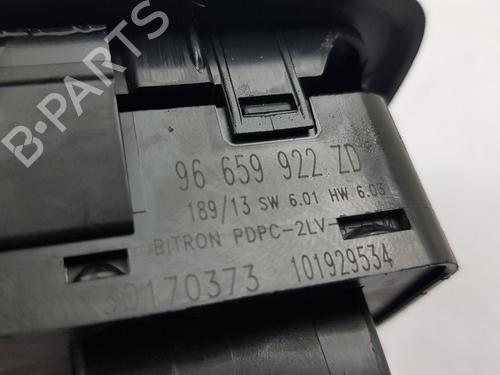 B-PARTS
96 659 922 ZD
189/13 SW 6.01 HW 6.03
BITRON PDPC-2LV
30170373 101929534